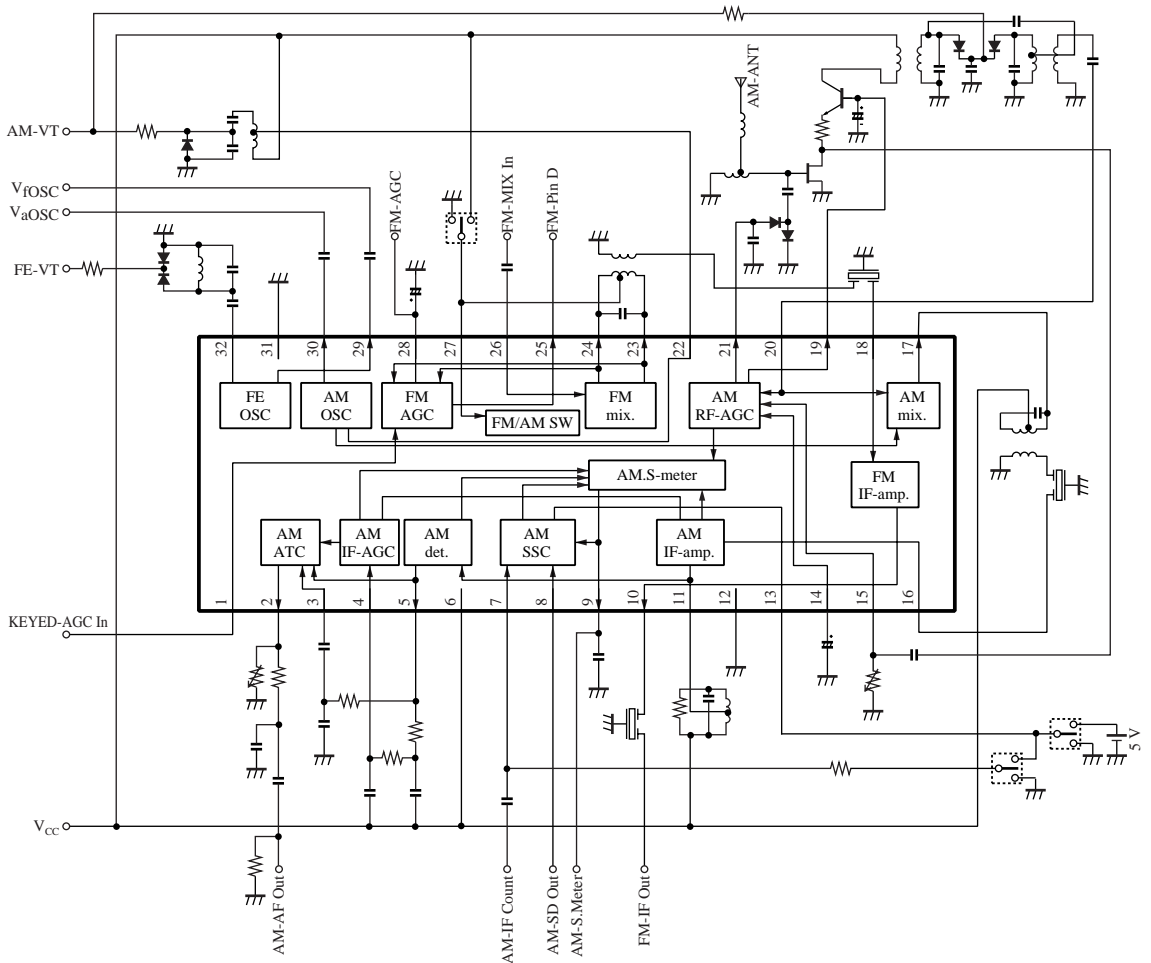 AM-ANT
AM-VT
VfOSC
VaOSC
FE-VT
FM-AGC
FM-MIX In
FM-Pin D
32
31
30
29
28
27
26
25
24
23
22
21
20
19
18
17
FE
OSC
AM
OSC
FM
AGC
FM/AM SW
FM
mix.
AM
RF-AGC
AM
mix.
AM.S-meter
FM
IF-amp.
AM
ATC
AM
IF-AGC
AM
det.
AM
SSC
AM
IF-amp.
1
2
3
4
5
6
7
8
9
10
11
12
13
14
15
16
KEYED-AGC In
5 V
VCC
AM-AF Out
AM-IF Count
AM-SD Out
AM-S.Meter
FM-IF Out